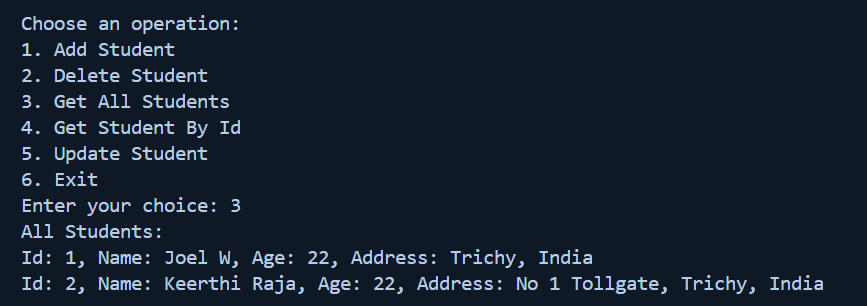 Choose an operation:
1. Add Student
2. Delete Student
3. Get All Students
4. Get Student By Id
5. Update Student
6. Exit
Enter your choice: 3
All Students:
Id: 1, Name: Joel W, Age: 22, Address: Trichy, India
Id: 2, Name: Keerthi Raja, Age: 22, Address: No 1 Tollgate, Trichy, India